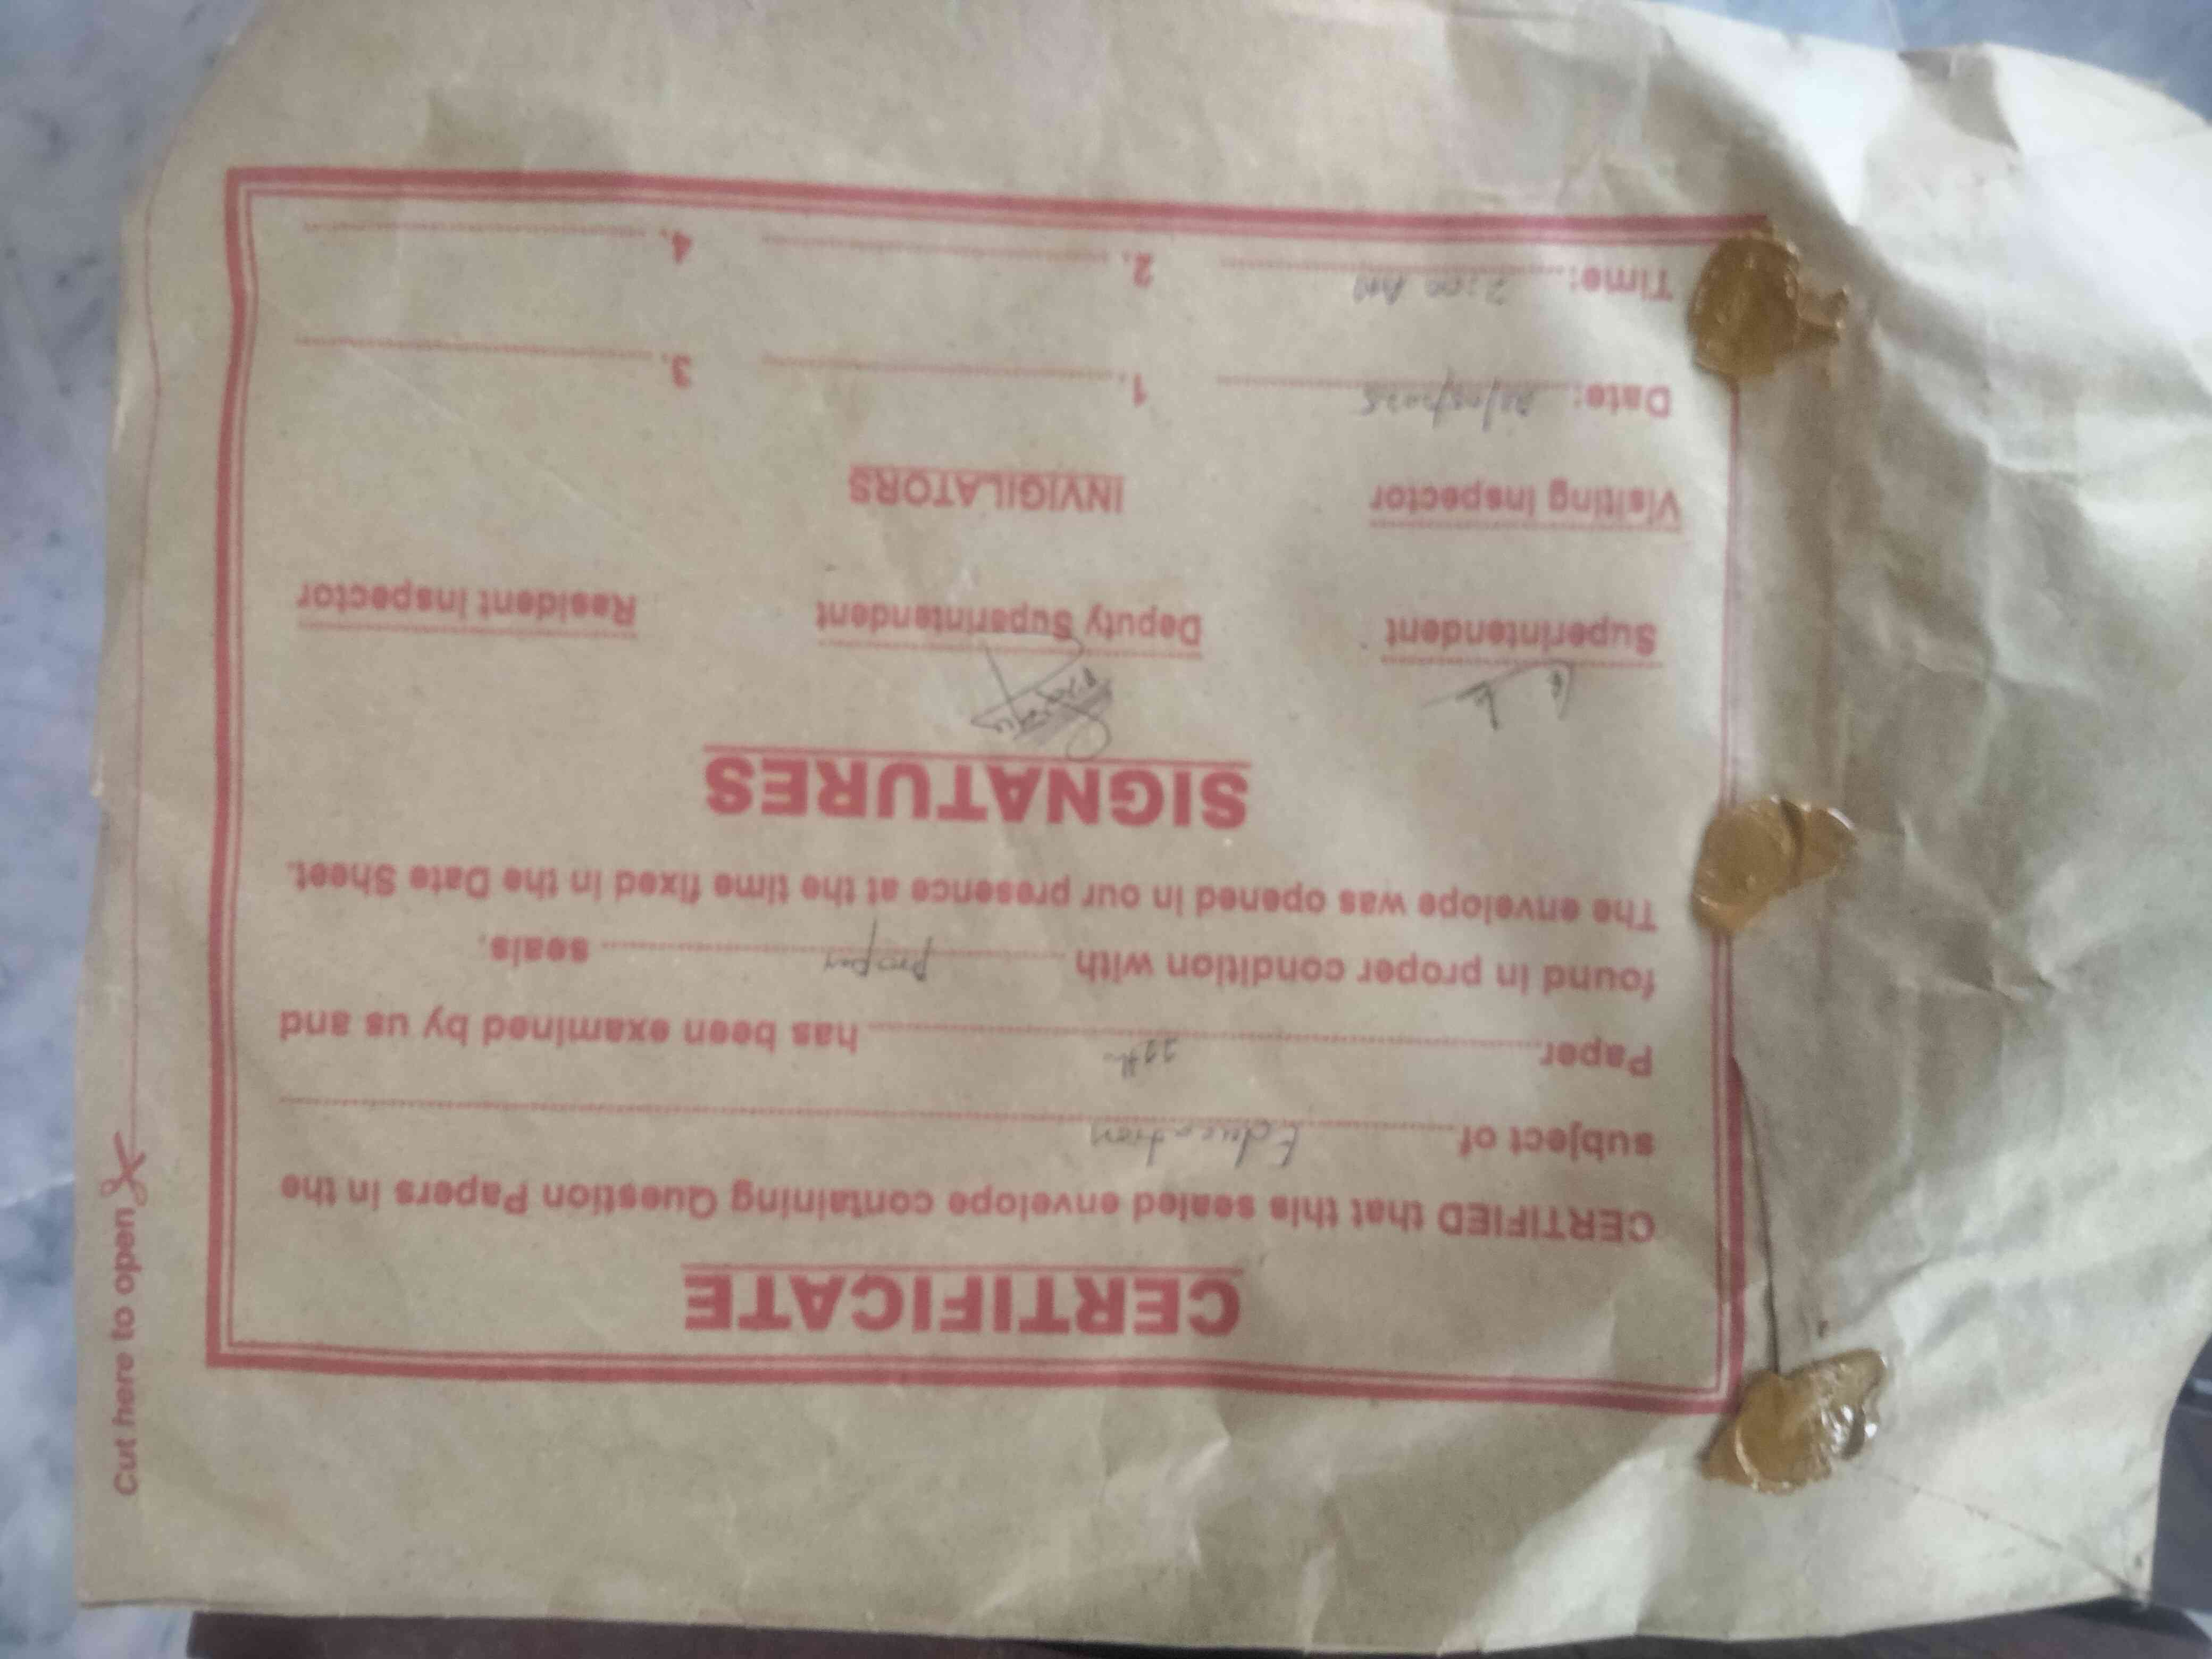 CERTIFICATE
CERTIFIED that this sealed envelope containing Question Papers in the
subject of Education
Paper has been examined by us and
found in proper condition with proper seals.
The envelope was opened in our presence at the time fixed in the Date Sheet.
SIGNATURES
Superintendent Deputy Superintendent Resident Inspector
Visiting Inspector INVIGILATORS
Date: 1. 3.
Time: 2:00 2. 4.
Cut here to open